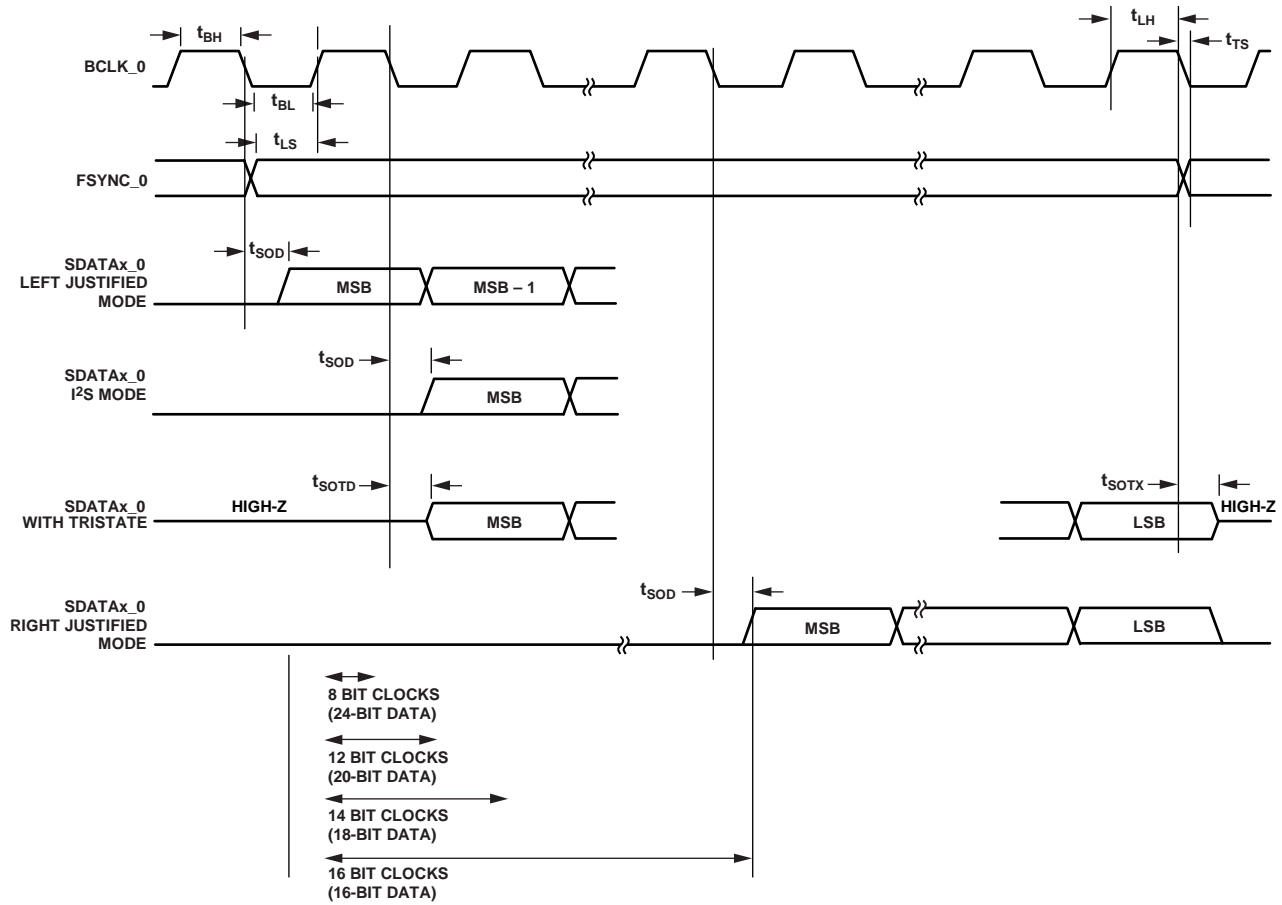 tBH
tLH
tTS
BCLK_0
tBL
tLS
FSYNC_0
tSOD
SDATAx_0
LEFT JUSTIFIED
MODE
MSB
MSB – 1
tSOD
SDATAx_0
I2S MODE
MSB
tSOTD
tSOTX
SDATAx_0
WITH TRISTATE
HIGH-Z
MSB
LSB
HIGH-Z
tSOD
SDATAx_0
RIGHT JUSTIFIED
MODE
MSB
LSB
8 BIT CLOCKS
(24-BIT DATA)
12 BIT CLOCKS
(20-BIT DATA)
14 BIT CLOCKS
(18-BIT DATA)
16 BIT CLOCKS
(16-BIT DATA)